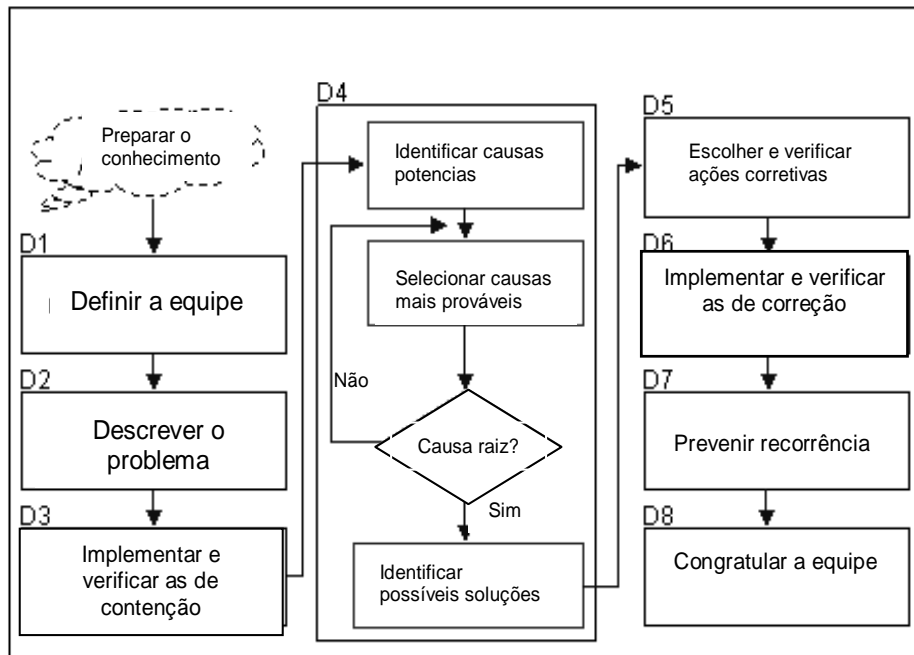 Preparar o
conhecimento
D1
Definir a equipe
D2
Descrever o
problema
D3
Implementar e
verificar as de
contenção
D4
Identificar causas
potencias
Selecionar causas
mais prováveis
Não
Causa raiz?
Sim
Identificar
possíveis soluções
D5
Escolher e verificar
ações corretivas
D6
Implementar e verificar
as de correção
D7
Prevenir recorrência
D8
Congratular a equipe